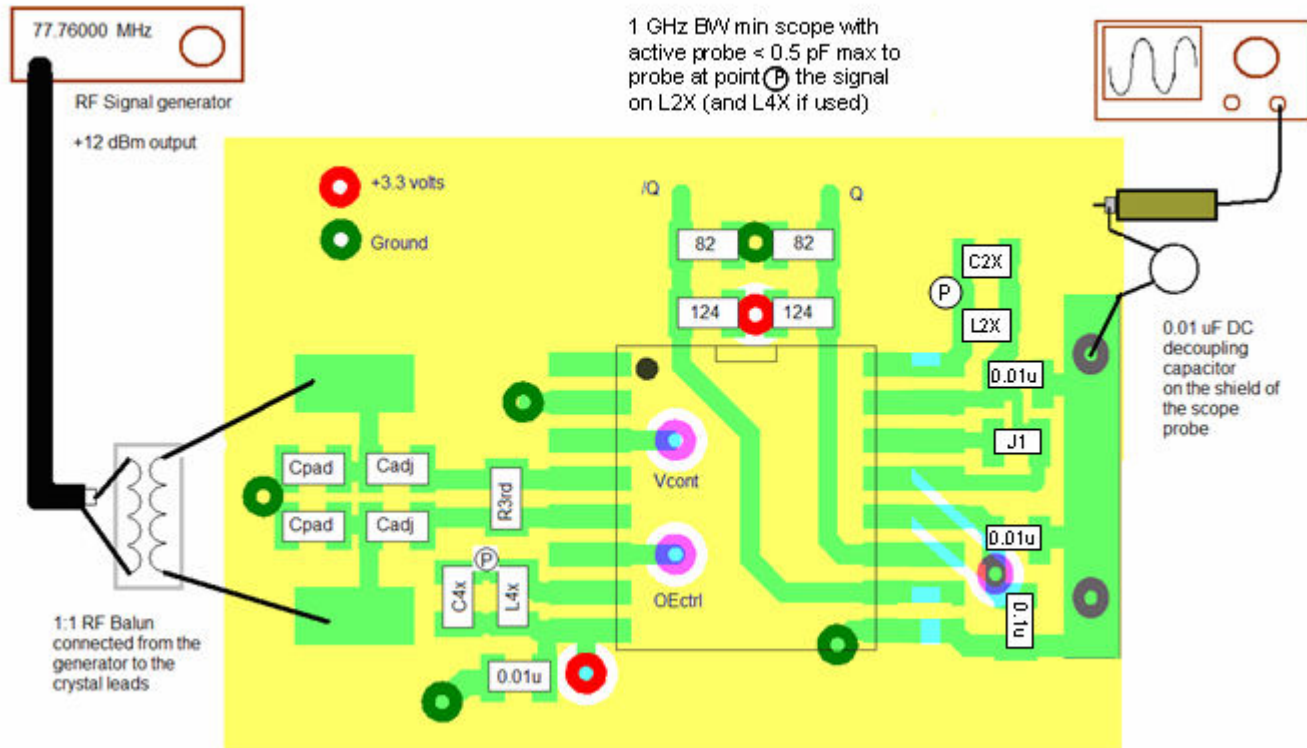 77.76000 MHz
RF Signal generator
+12 dBm output
1 GHz BW min scope with
active probe < 0.5 pF max to
probe at point P the signal
on L2X (and L4X if used)
+3.3 volts
Ground
/Q
Q
82
82
124
124
C2X
P
L2X
0.01u
J1
0.01 uF DC
decoupling
capacitor
on the shield of
the scope
probe
Cpad
Cadj
R3rd
Vcont
Cpad
Cadj
0.01u
P
C4x
L4x
OEctrl
0.1u
0.01u
1:1 RF Balun
connected from the
generator to the
crystal leads